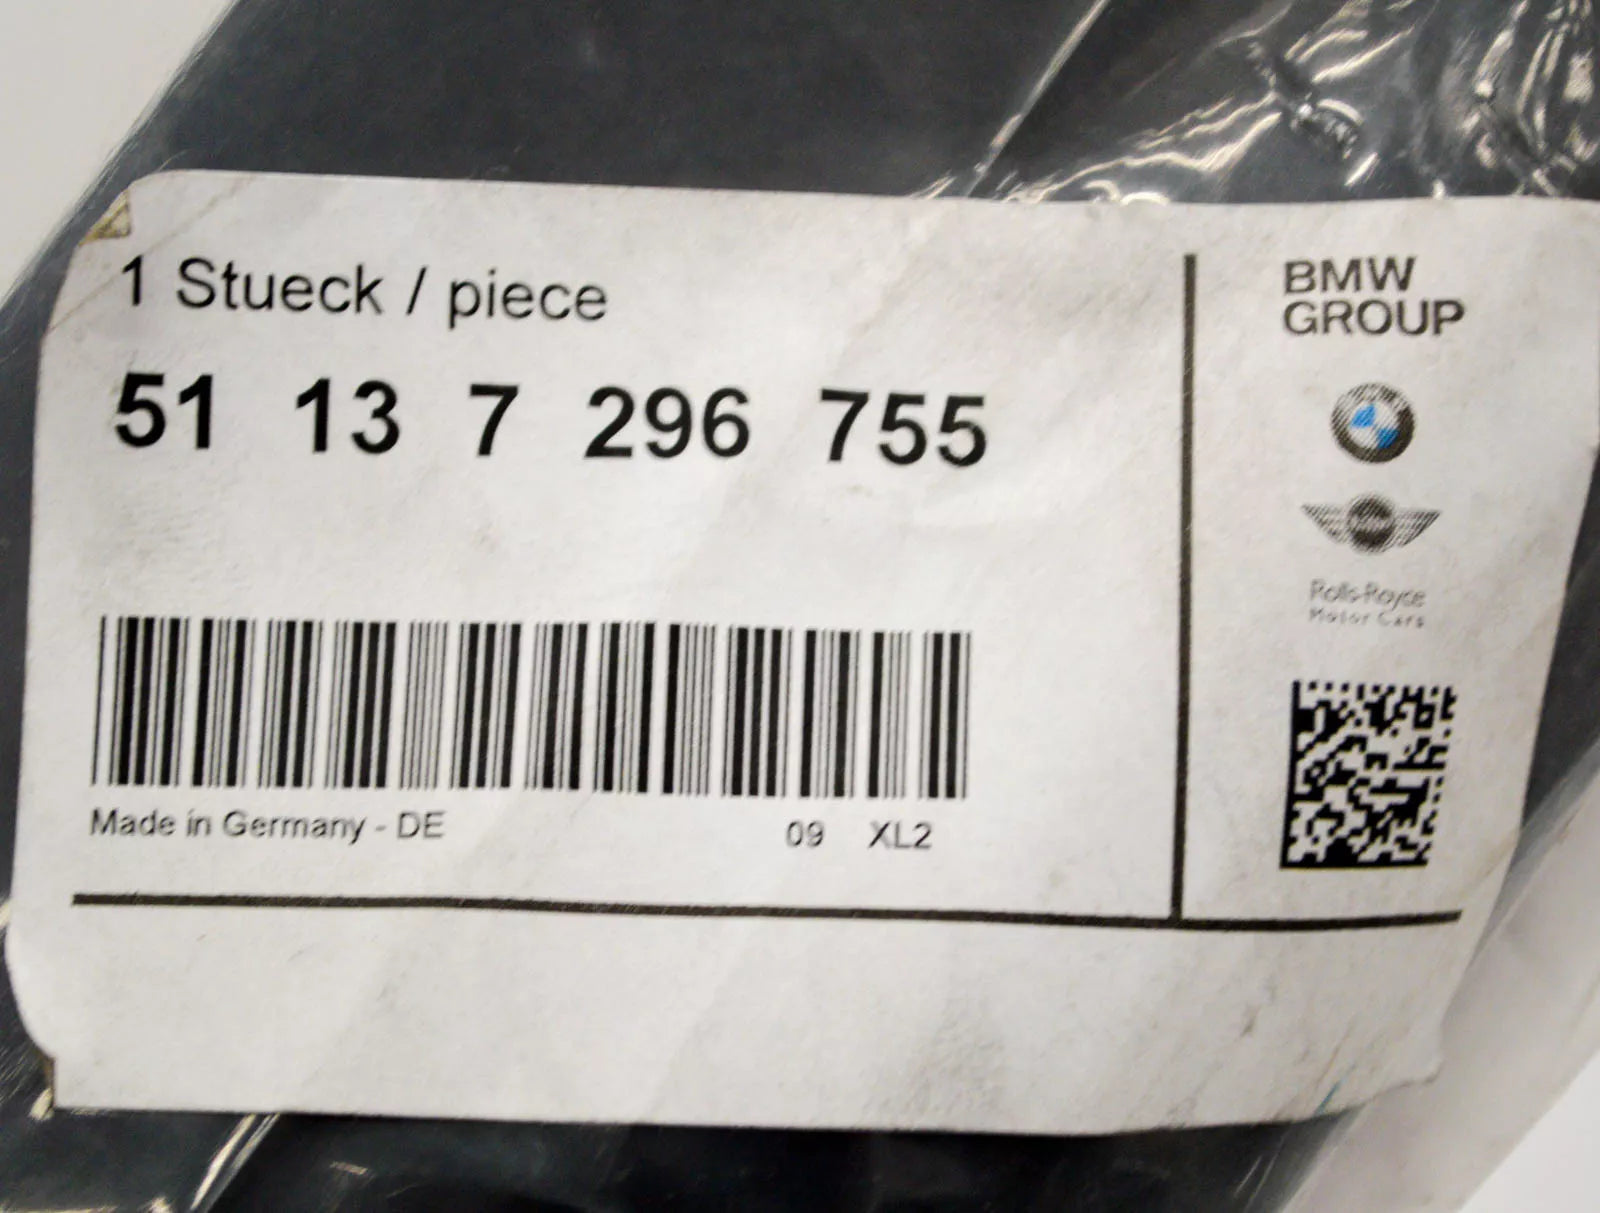 1 Stueck / piece
51 13 7 296 755
Made in Germany - DE
09 XL2
BMW
GROUP
Rolls-Royce
Motor Cars